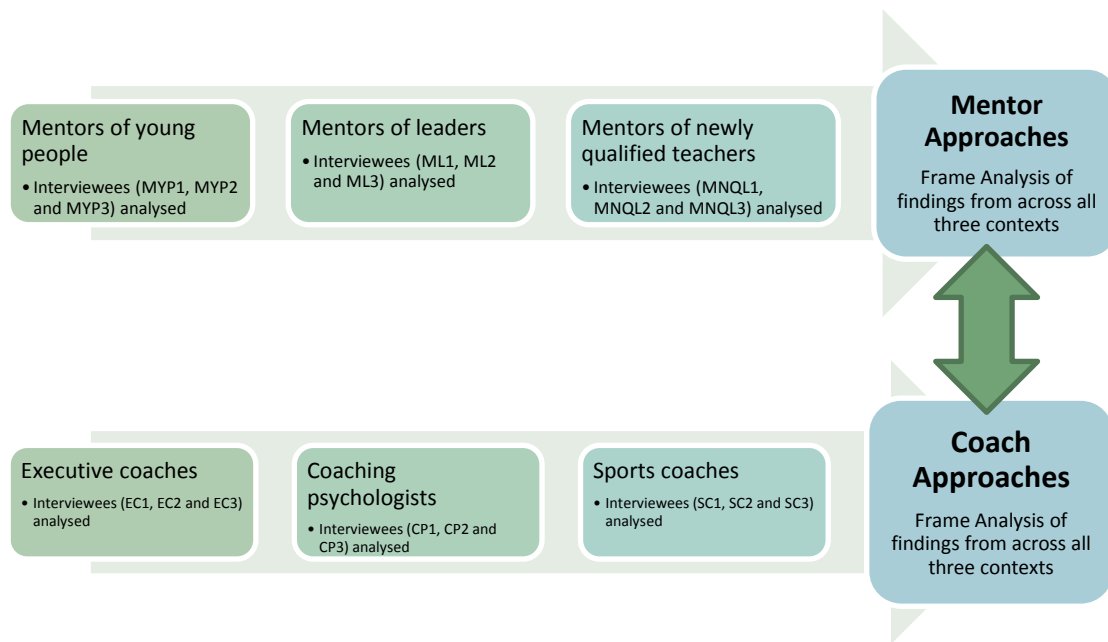 Mentors of young
people
• Interviewees (MYP1, MYP2
and MYP3) analysed
Mentors of leaders
• Interviewees (ML1, ML2
and ML3) analysed
Mentors of newly
qualified teachers
• Interviewees (MNQL1,
MNQL2 and MNQL3) analysed
Mentor
Approaches
Frame Analysis of
findings from across all
three contexts
Executive coaches
• Interviewees (EC1, EC2 and EC3)
analysed
Coaching
psychologists
• Interviewees (CP1, CP2 and
CP3) analysed
Sports coaches
• Interviewees (SC1, SC2 and SC3)
analysed
Coach
Approaches
Frame Analysis of
findings from across all
three contexts